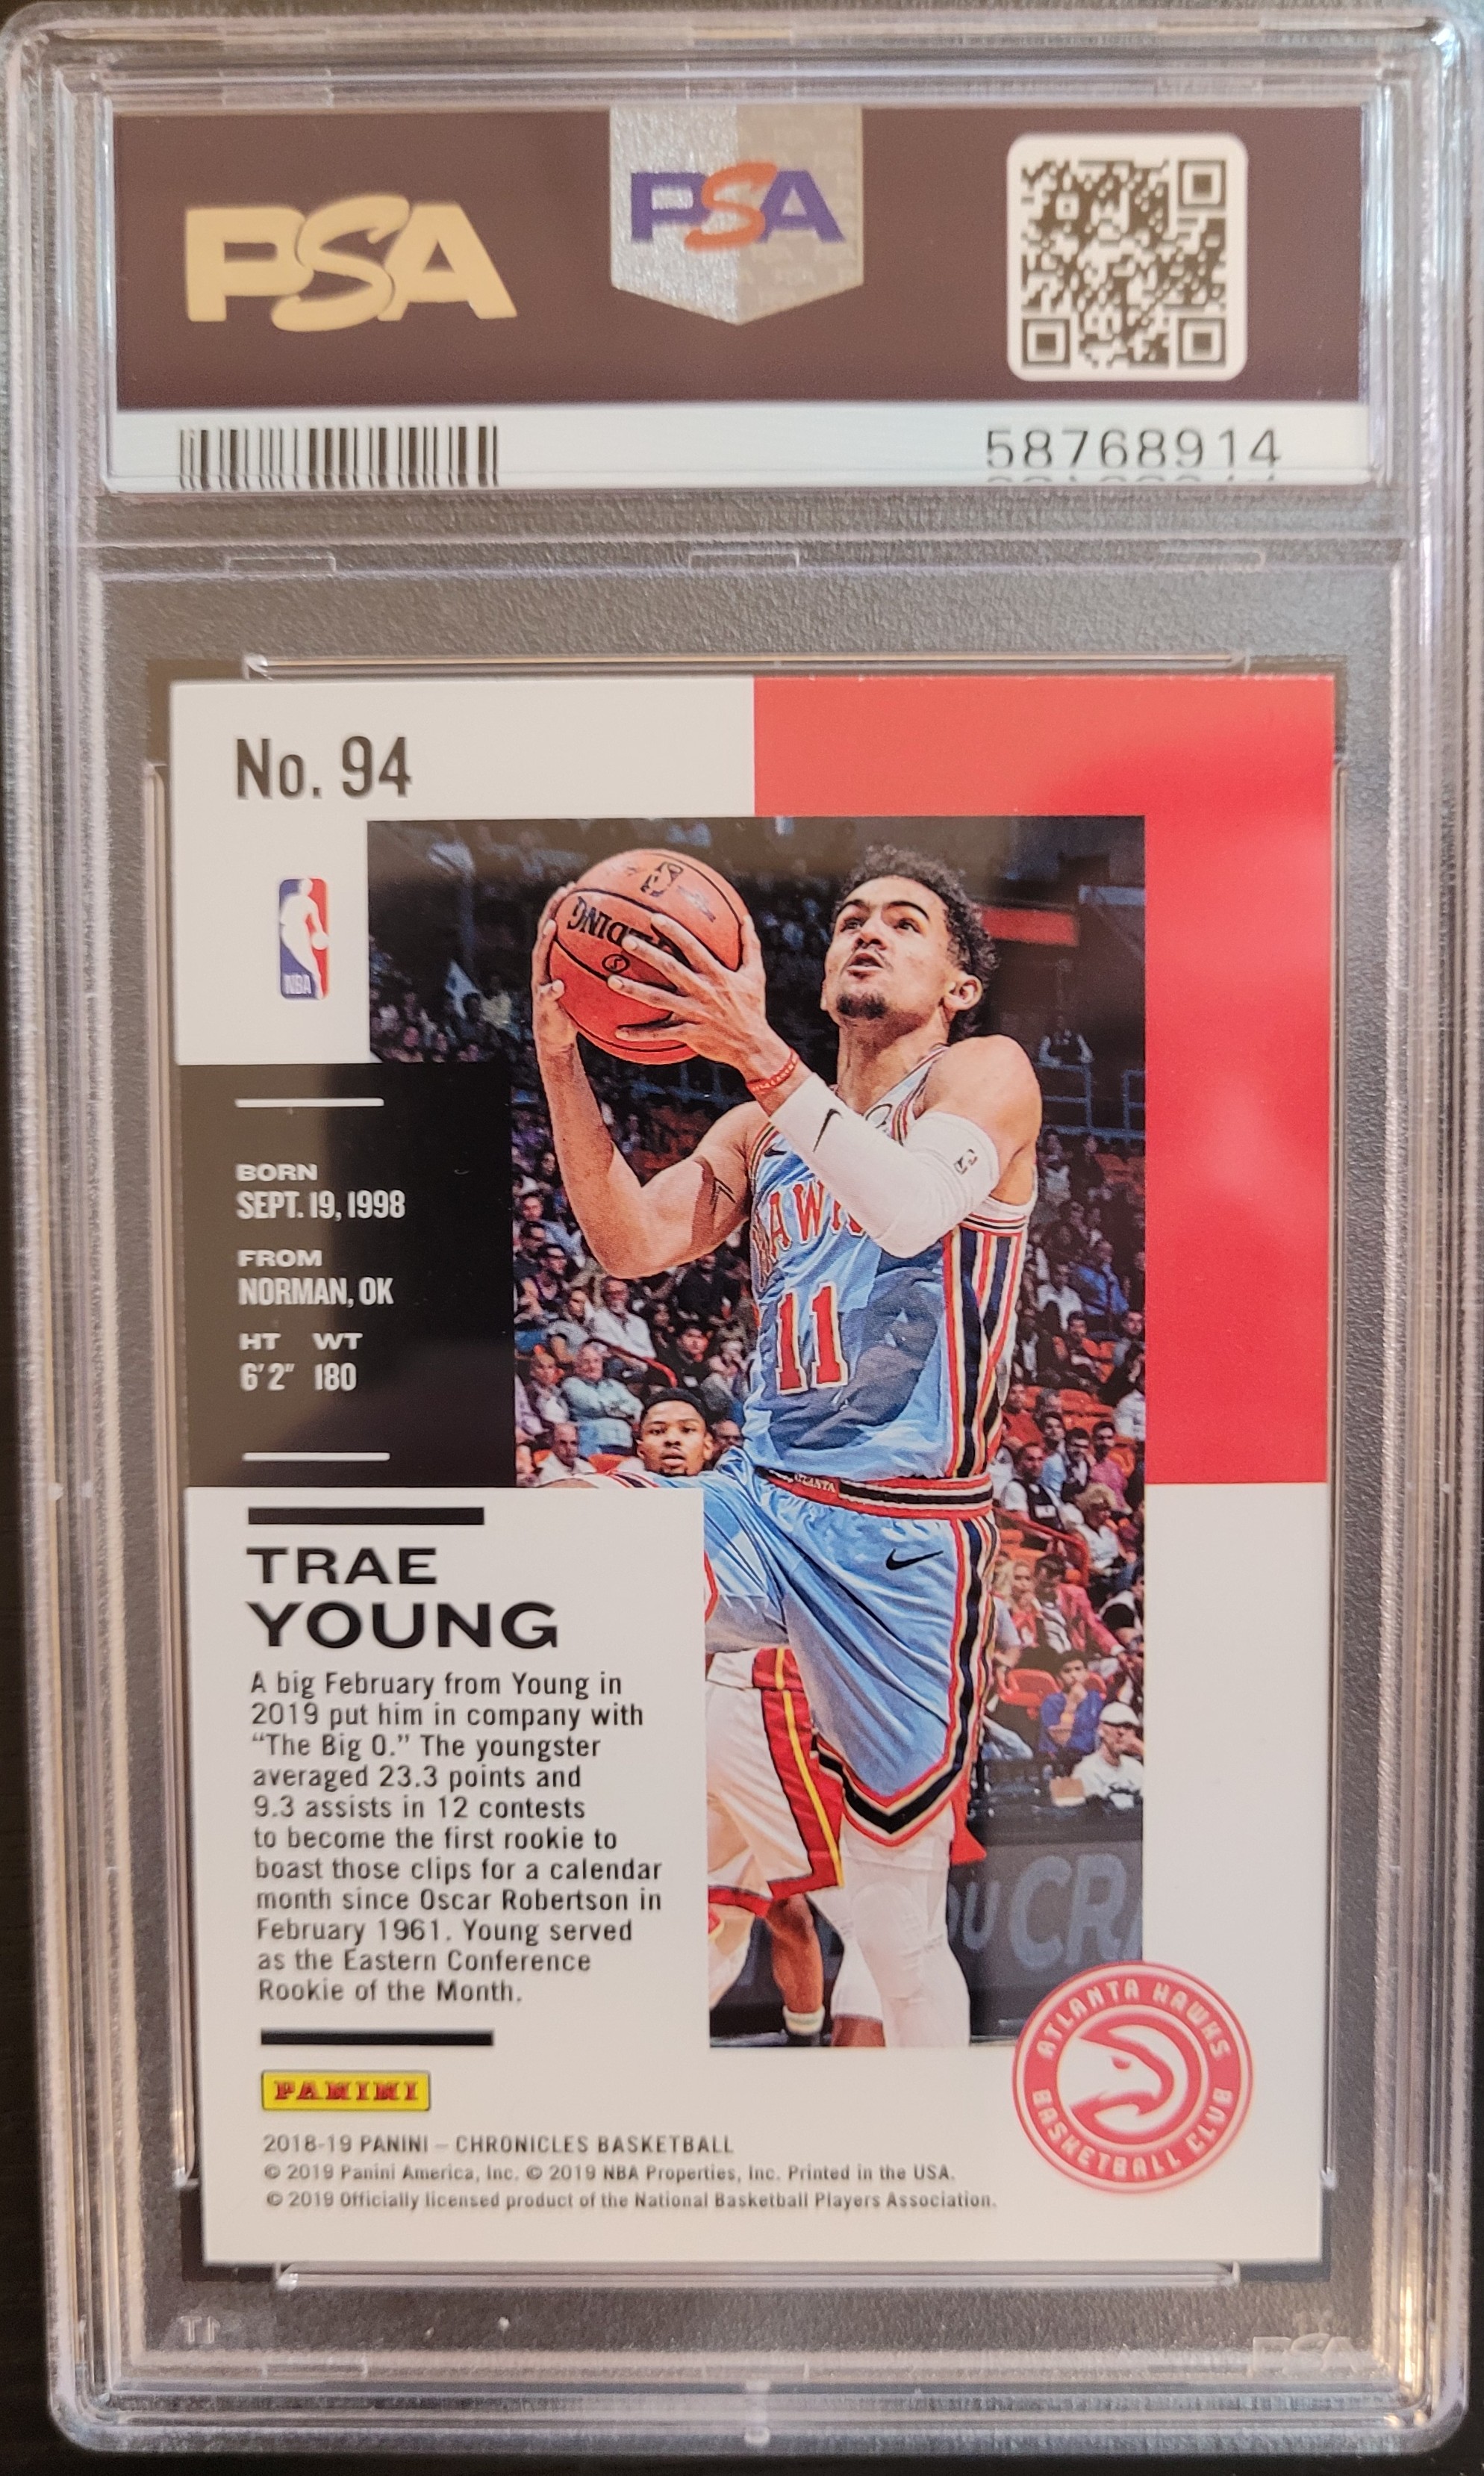 PSA
PSA
58768914
No. 94
NBA
SPALDING
HAWKS
11
ATLANTA
BORN
SEPT. 19, 1998
FROM
NORMAN, OK
HT WT
6'2" 180
TRAE
YOUNG
A big February from Young in
2019 put him in company with
“The Big O.” The youngster
averaged 23.3 points and
9.3 assists in 12 contests
to become the first rookie to
boast those clips for a calendar
month since Oscar Robertson in
February 1961. Young served
as the Eastern Conference
Rookie of the Month.
CR
PANINI
ATLANTA HAWKS
BASKETBALL CLUB
2018-19 PANINI – CHRONICLES BASKETBALL
© 2019 Panini America, Inc. © 2019 NBA Properties, Inc. Printed in the USA.
© 2019 Officially licensed product of the National Basketball Players Association.
PSA